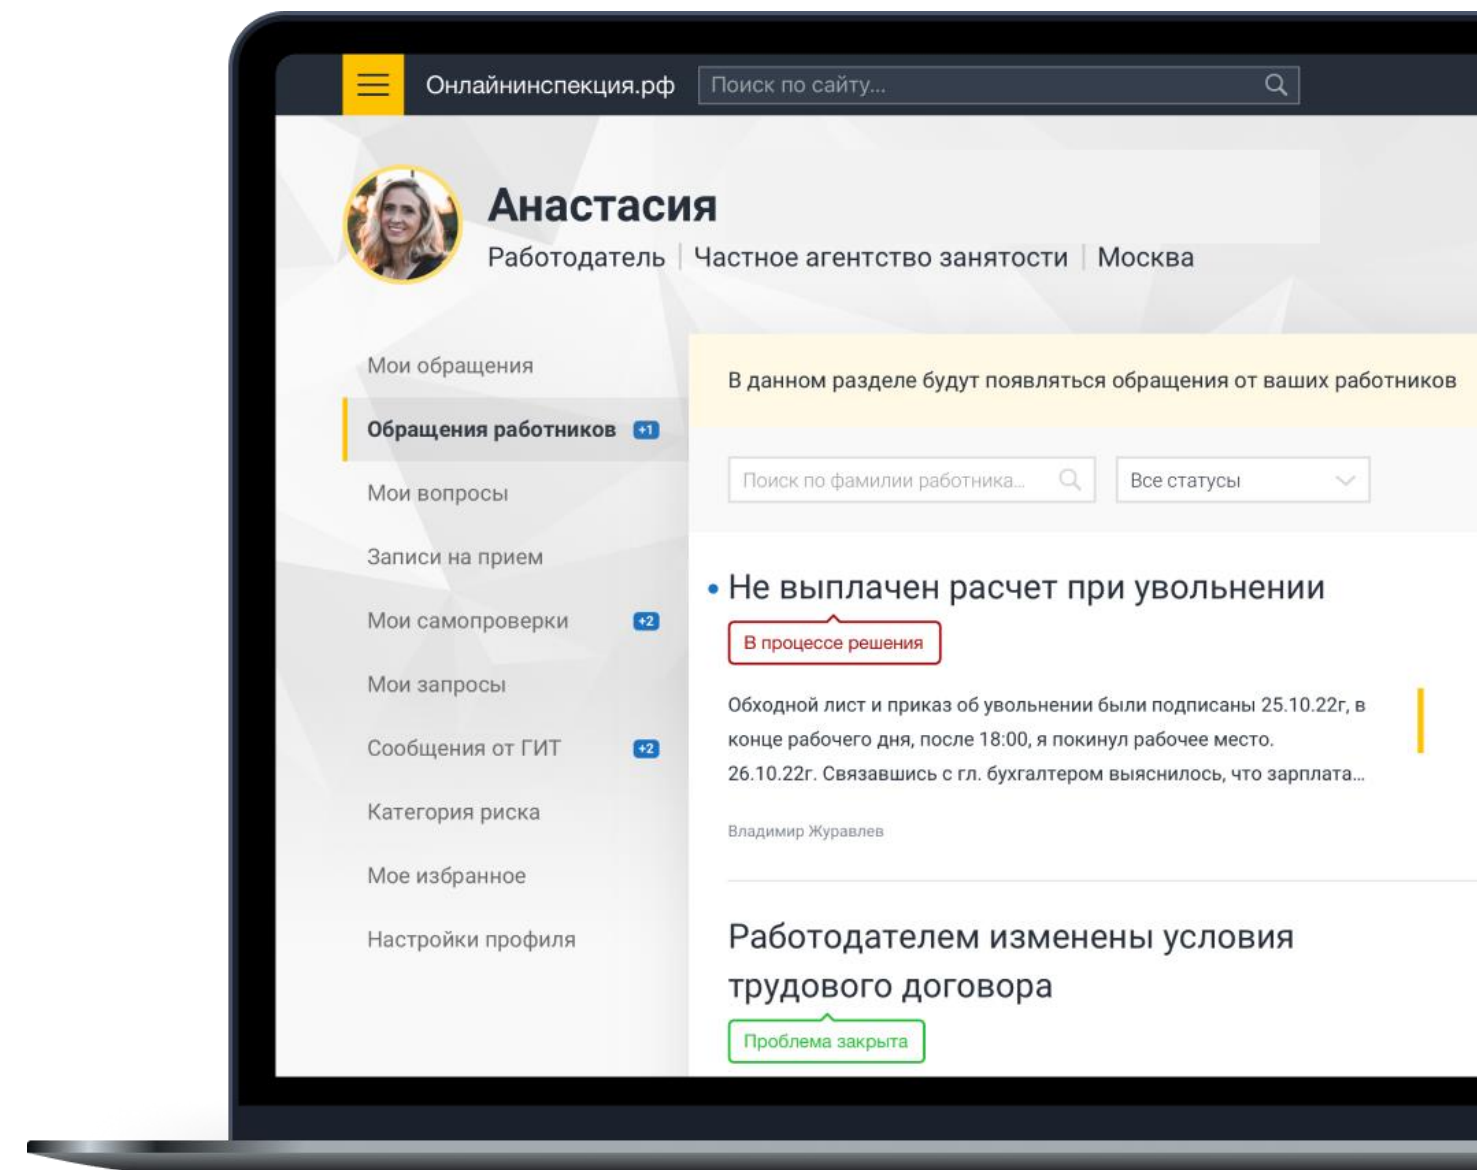 Онлайнинспекция.рф
Поиск по сайту...
Анастасия
Работодатель | Частное агентство занятости | Москва
Мои обращения
Обращения работников +1
Мои вопросы
Записи на прием
Мои самопроверки +2
Мои запросы
Сообщения от ГИТ +2
Категория риска
Мое избранное
Настройки профиля
В данном разделе будут появляться обращения от ваших работников
Поиск по фамилии работника...
Все статусы
Не выплачен расчет при увольнении
В процессе решения
Обходной лист и приказ об увольнении были подписаны 25.10.22г, в
конце рабочего дня, после 18:00, я покинул рабочее место.
26.10.22г. Связавшись с гл. бухгалтером выяснилось, что зарплата...
Владимир Журавлев
Работодателем изменены условия
трудового договора
Проблема закрыта